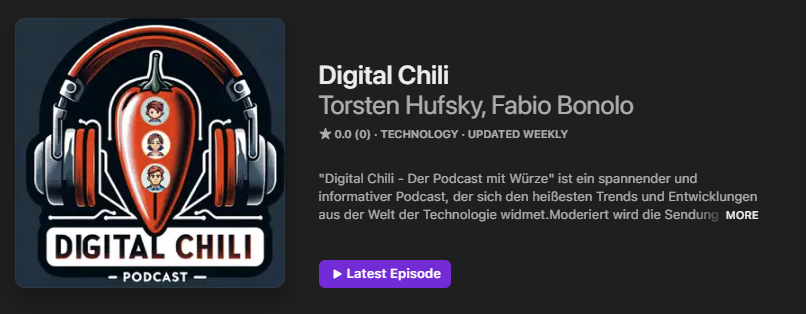 DIGITAL CHILI
– PODCAST –
Digital Chili
Torsten Hufsky, Fabio Bonolo
★ 0.0 (0) · TECHNOLOGY · UPDATED WEEKLY
"Digital Chili - Der Podcast mit Würze" ist ein spannender und
informativer Podcast, der sich den heißesten Trends und Entwicklungen
aus der Welt der Technologie widmet.Moderiert wird die Sendung MORE
▶ Latest Episode